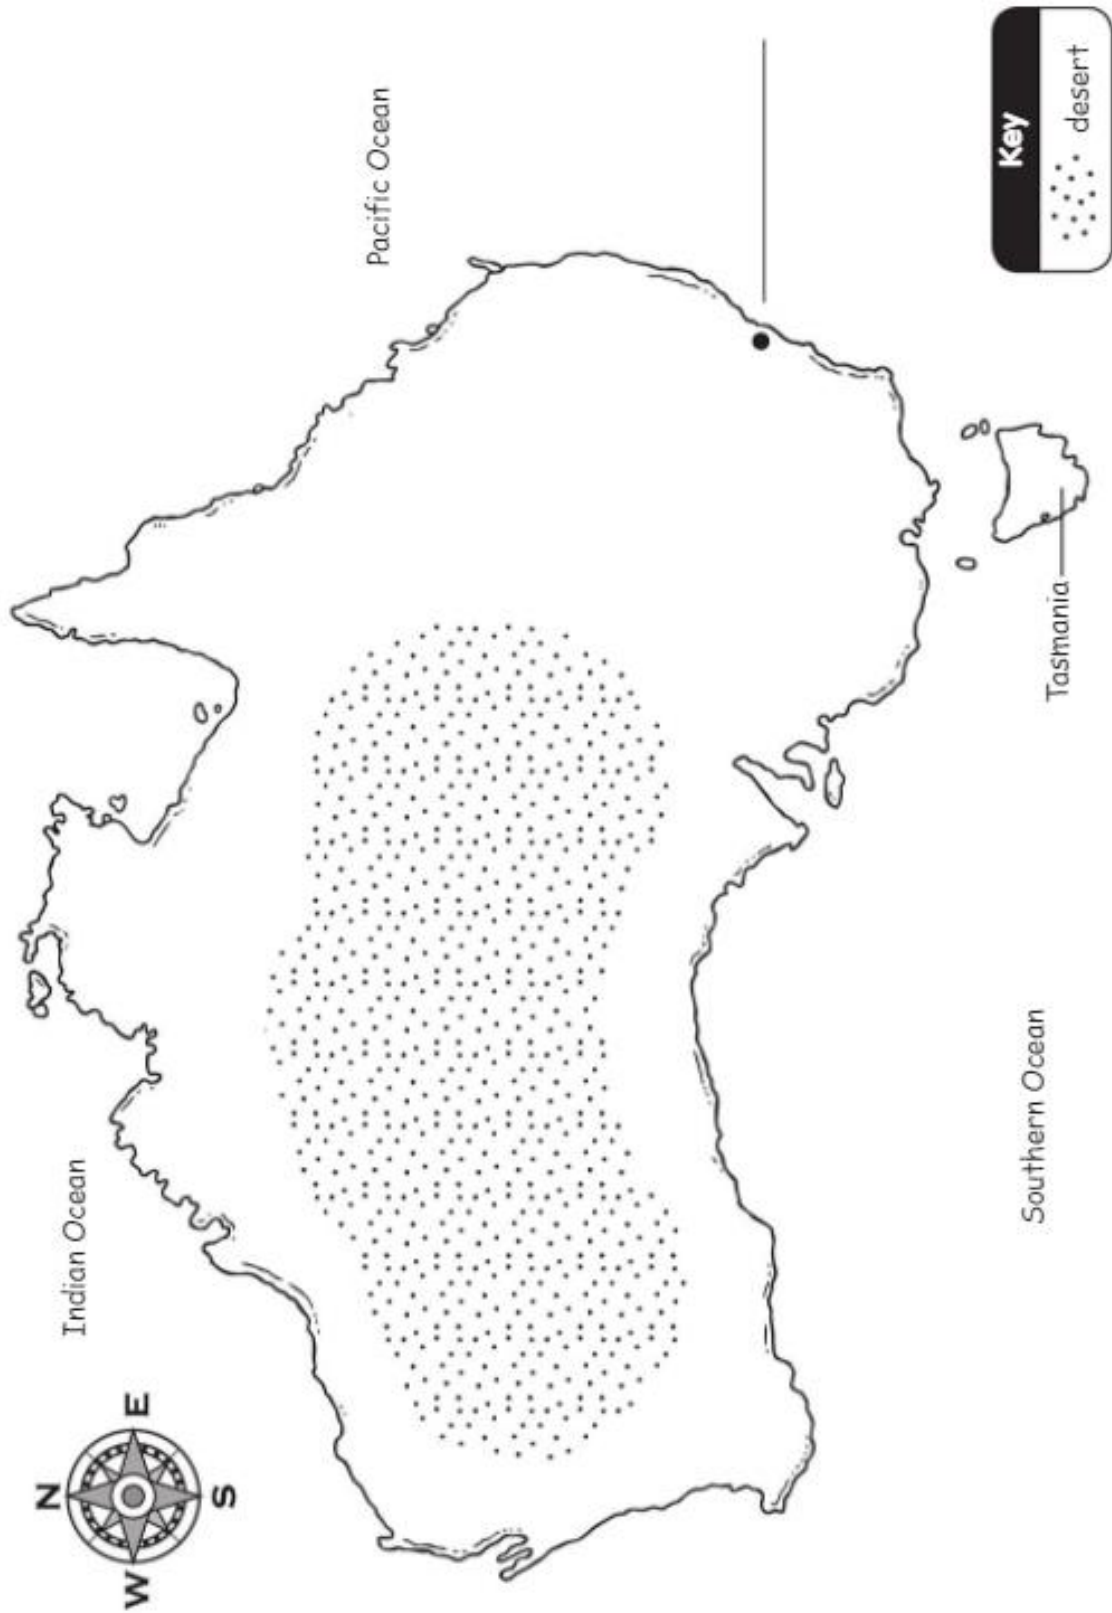 N
W
E
S
Indian Ocean
Pacific Ocean
Southern Ocean
Tasmania
Key
desert